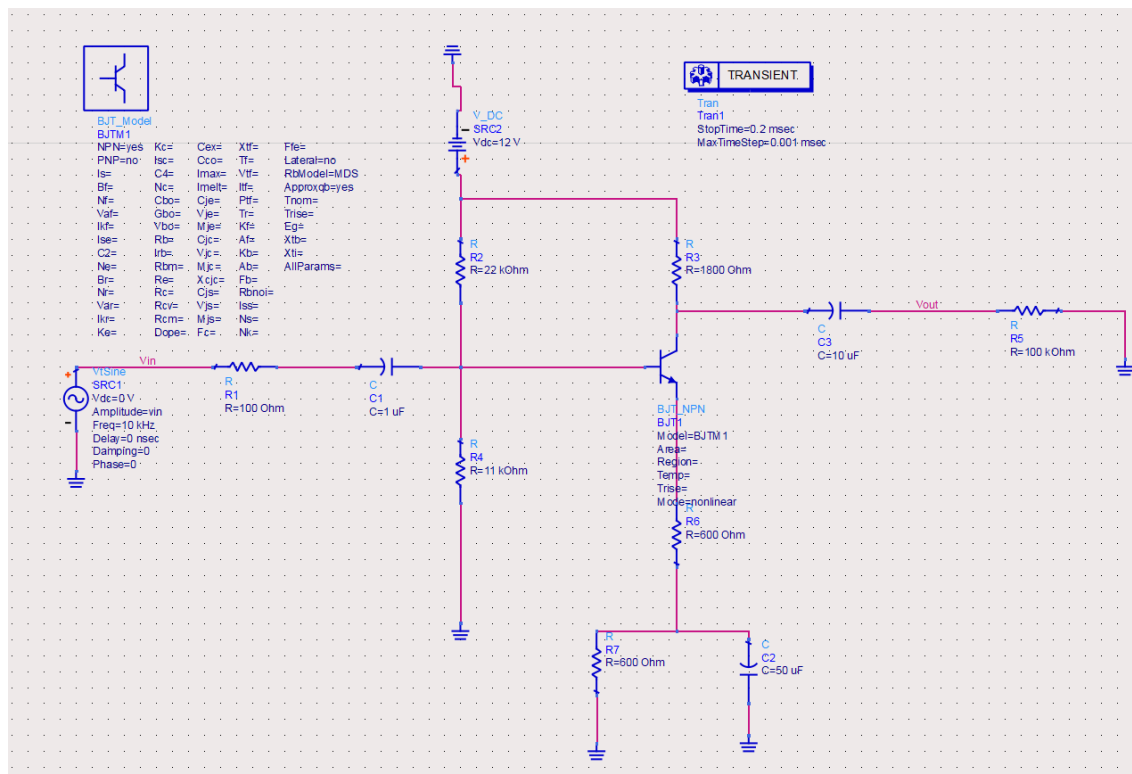 V_DC
SRC2
Vdc=12 V
TRANSIENT
Tran
Tran1
StopTime=0.2 msec
MaxTimeStep=0.001 msec
BJT_Model
BJTM1
NPN=yes Kc= Cex= Xtf= Ffe=
PNP=no Isc= Cco= Tf= Lateral=no
Is= C4= Imax= Vtf= RbModel=MDS
Bf= Nc= Imelt= Itf= Approxqb=yes
Nf= Cbo= Cje= Ptf= Tnom=
Vaf= Gbo= Vje= Tr= Trise=
Ikf= Vbo= Mje= Kf= Eg=
Ise= Rb= Cjc= Af= Xtb=
C2= Irb= Vjc= Kb= Xti=
Ne= Rbm= Mjc= Ab= AllParams=
Br= Re= Xcjc= Fb=
Nr= Rc= Cjs= Rbnoi=
Var= Rcv= Vjs= Iss=
Ikr= Rcm= Mjs= Ns=
Ke= Dope= Fc= Nk=
R
R2
R=22 kOhm
R
R3
R=1800 Ohm
Vout
C
C3
C=10 uF
R
R5
R=100 kOhm
Vin
VtSine
SRC1
Vdc=0 V
Amplitude=vin
Freq=10 kHz
Delay=0 nsec
Damping=0
Phase=0
R
R1
R=100 Ohm
C
C1
C=1 uF
R
R4
R=11 kOhm
BJT_NPN
BJT1
Model=BJTM1
Area=
Region=
Temp=
Trise=
Mode=nonlinear
R
R6
R=600 Ohm
R
R7
R=600 Ohm
C
C2
C=50 uF